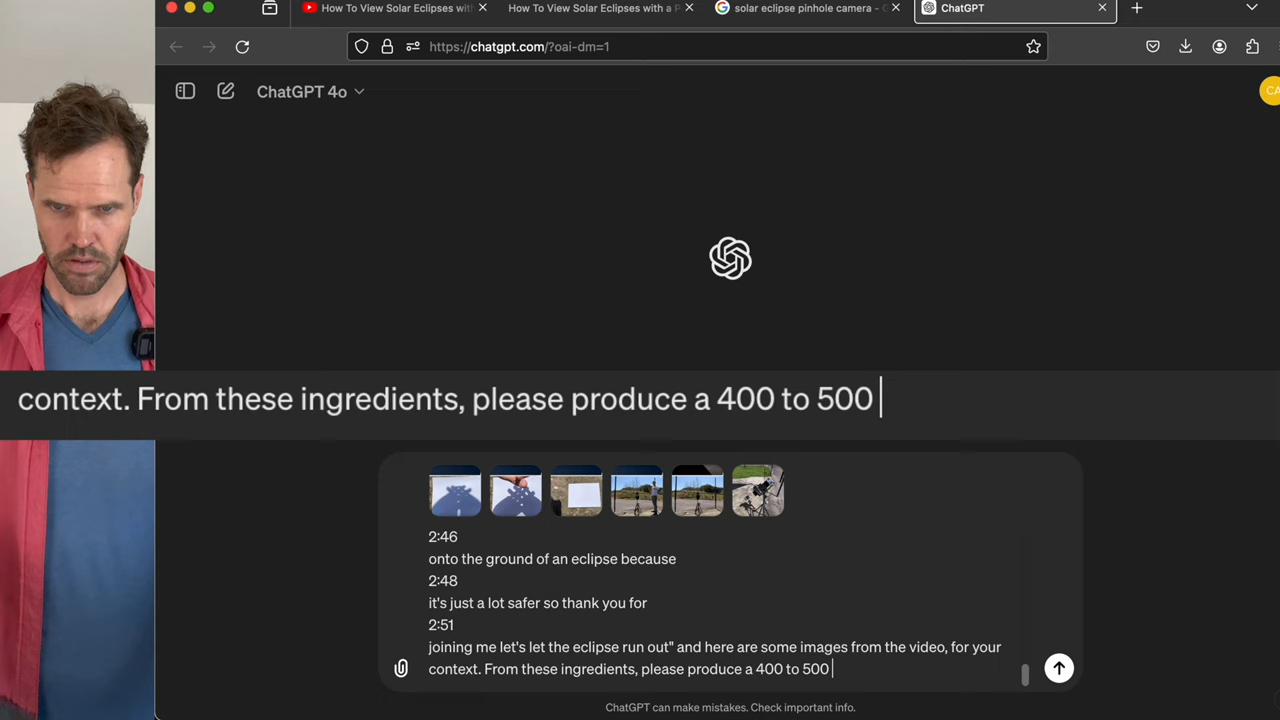 How To View Solar Eclipses wit
How To View Solar Eclipses with a P
solar eclipse pinhole camera - G
ChatGPT
https://chatgpt.com/?oai-dm=1
ChatGPT 4o
CA
context. From these ingredients, please produce a 400 to 500
2:46
onto the ground of an eclipse because
2:48
it's just a lot safer so thank you for
2:51
joining me let's let the eclipse run out" and here are some images from the video, for your
context. From these ingredients, please produce a 400 to 500
ChatGPT can make mistakes. Check important info.